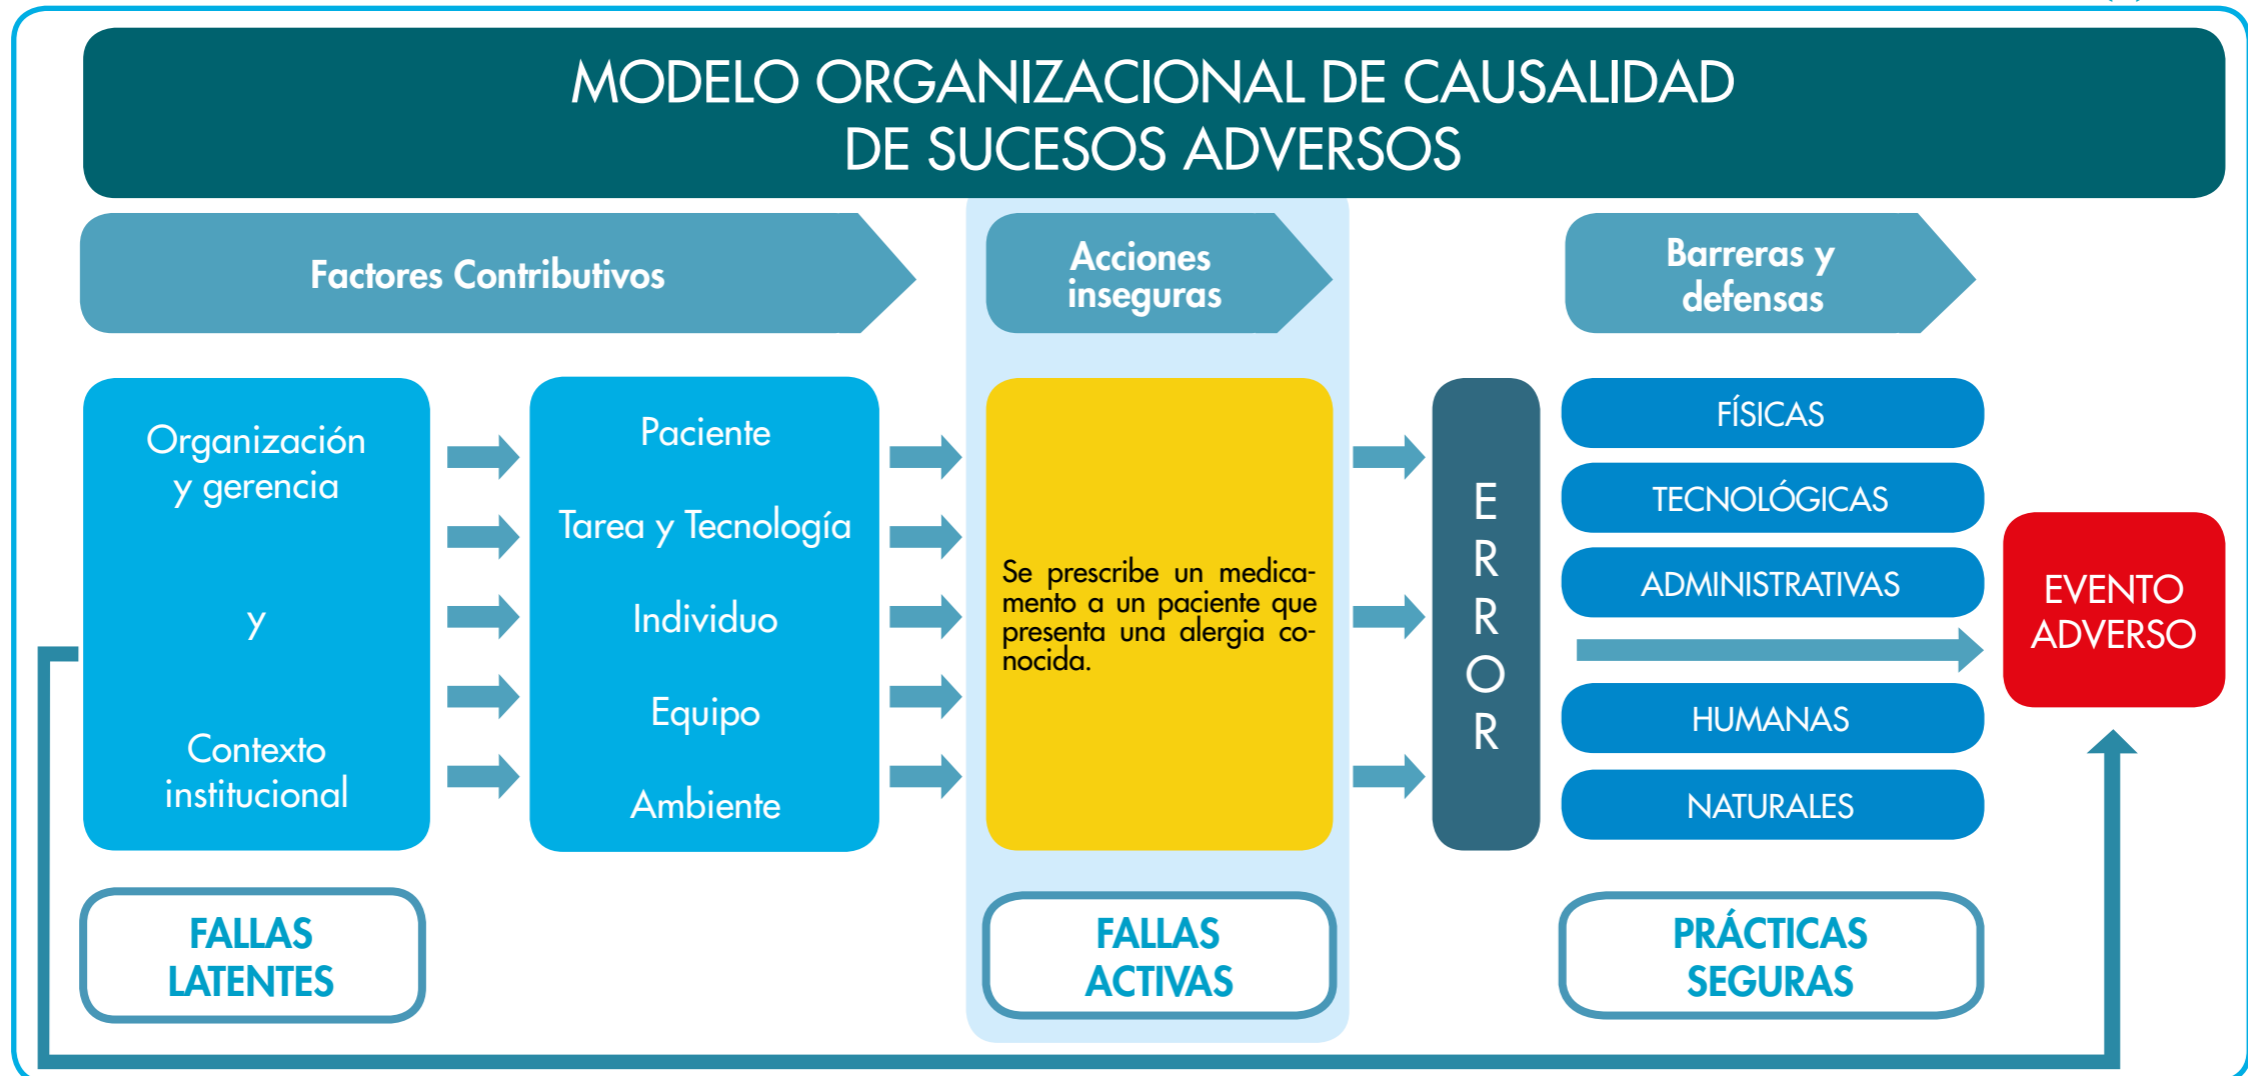 MODELO ORGANIZACIONAL DE CAUSALIDAD
DE SUCESOS ADVERSOS
Factores Contributivos
Acciones
inseguras
Barreras y
defensas
Organización
y gerencia
y
Contexto
institucional
Paciente
Tarea y Tecnología
Individuo
Equipo
Ambiente
Se prescribe un medica-
mento a un paciente que
presenta una alergia co-
nocida.
E
R
R
O
R
FÍSICAS
TECNOLÓGICAS
ADMINISTRATIVAS
HUMANAS
NATURALES
EVENTO
ADVERSO
FALLAS
LATENTES
FALLAS
ACTIVAS
PRÁCTICAS
SEGURAS